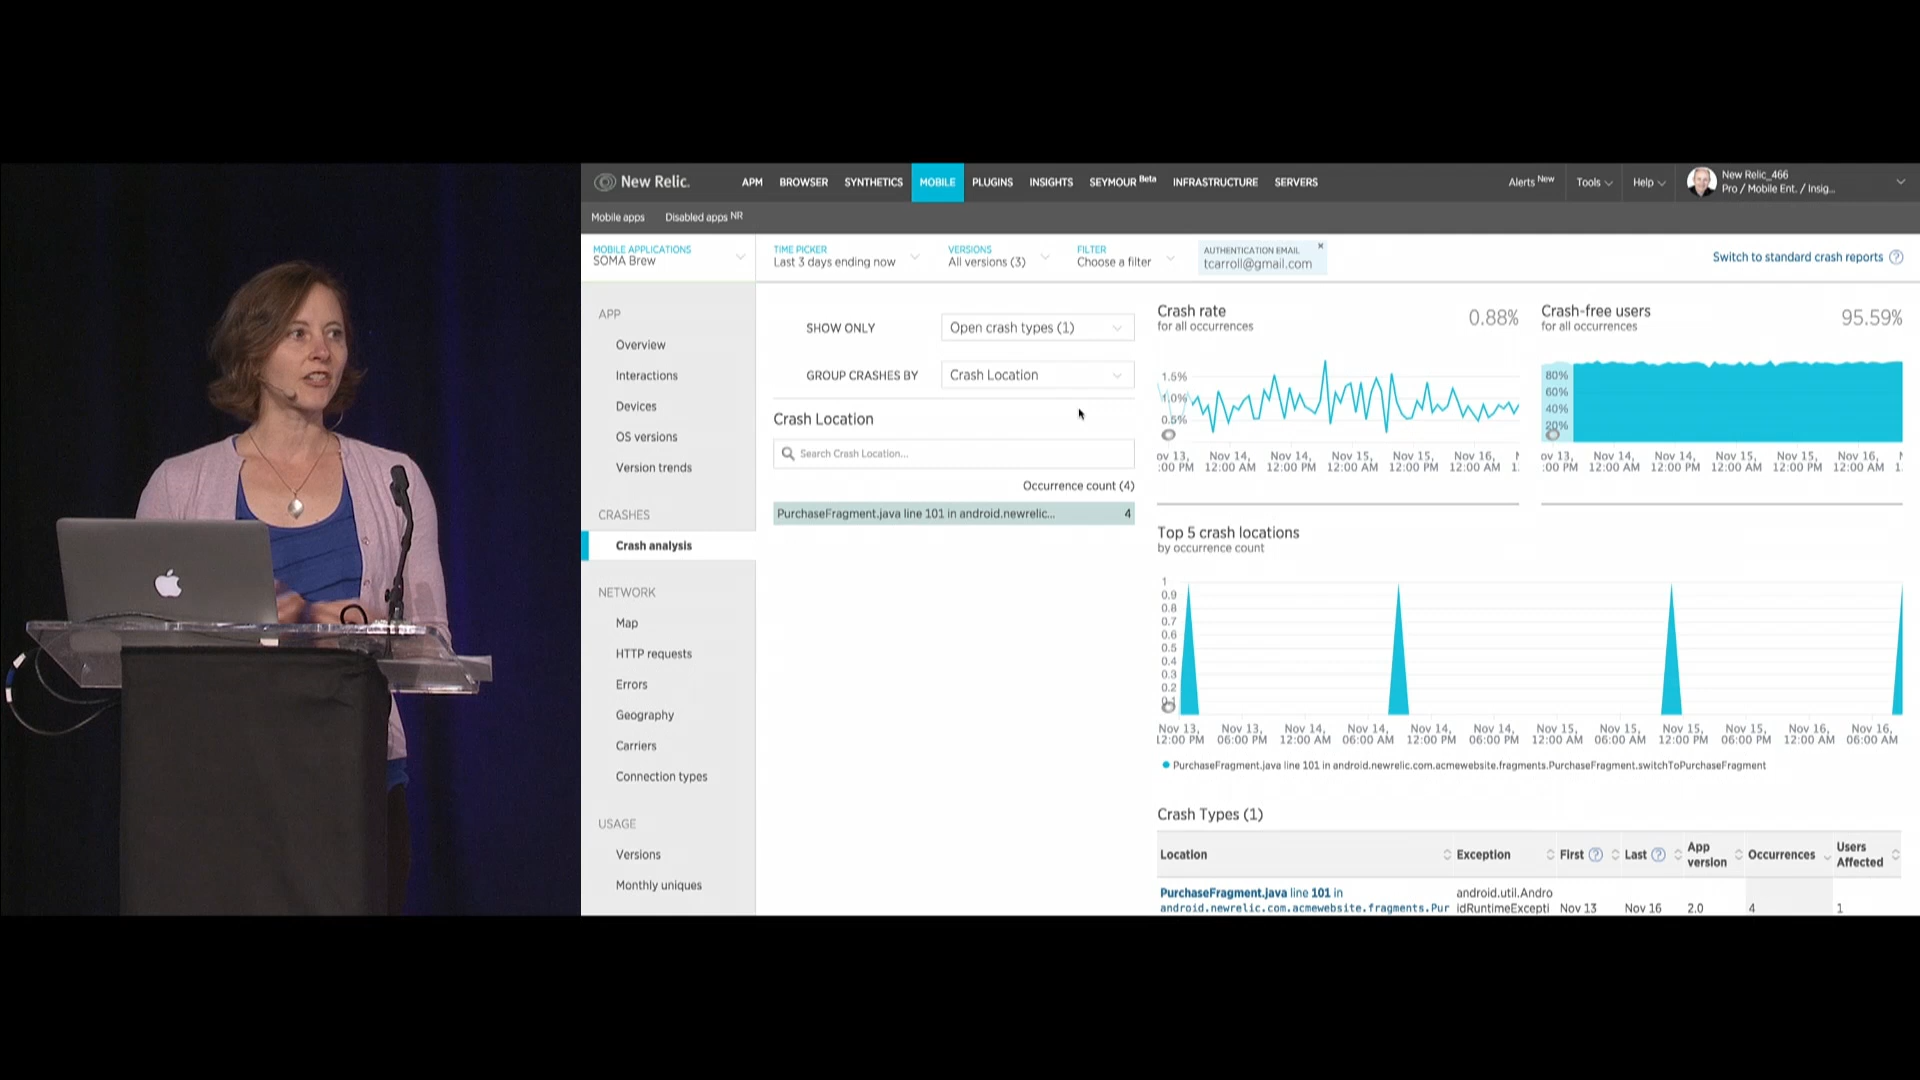 New Relic.
APM BROWSER SYNTHETICS MOBILE PLUGINS INSIGHTS SEYMOUR Beta INFRASTRUCTURE SERVERS
Alerts New Tools Help
New Relic_466
Pro / Mobile Ent. / Insig...
Mobile apps Disabled apps NR
MOBILE APPLICATIONS
SOMA Brew
TIME PICKER
Last 3 days ending now
VERSIONS
All versions (3)
FILTER
Choose a filter
AUTHENTICATION EMAIL
tcarroll@gmail.com
Switch to standard crash reports ?
APP
Overview
Interactions
Devices
OS versions
Version trends
CRASHES
Crash analysis
NETWORK
Map
HTTP requests
Errors
Geography
Carriers
Connection types
USAGE
Versions
Monthly uniques
SHOW ONLY Open crash types (1)
GROUP CRASHES BY Crash Location
Crash Location
Search Crash Location...
Occurrence count (4)
PurchaseFragment.java line 101 in android.newrelic... 4
Crash rate 0.88%
for all occurrences
1.5%
1.0%
0.5%
ov 13, Nov 14, Nov 14, Nov 15, Nov 15, Nov 16,
:00 PM 12:00 AM 12:00 PM 12:00 AM 12:00 PM 12:00 AM 1
Crash-free users 95.59%
for all occurrences
80%
60%
40%
20%
ov 13, Nov 14, Nov 14, Nov 15, Nov 15, Nov 16,
:00 PM 12:00 AM 12:00 PM 12:00 AM 12:00 PM 12:00 AM 1
Top 5 crash locations
by occurrence count
1
0.9
0.8
0.7
0.6
0.5
0.4
0.3
0.2
0.1
Nov 13, Nov 13, Nov 14, Nov 14, Nov 14, Nov 14, Nov 15, Nov 15, Nov 15, Nov 15, Nov 16, Nov 16,
12:00 PM 06:00 PM 12:00 AM 06:00 AM 12:00 PM 06:00 PM 12:00 AM 06:00 AM 12:00 PM 06:00 PM 12:00 AM 06:00 AM
PurchaseFragment.java line 101 in android.newrelic.com.acmewebsite.fragments.PurchaseFragment.switchToPurchaseFragment
Crash Types (1)
Location Exception First ? Last ? App version Occurrences Users Affected
PurchaseFragment.java line 101 in android.util.Andro
android.newrelic.com.acmewebsite.fragments.Pur idRuntimeExcepti Nov 13 Nov 16 2.0 4 1